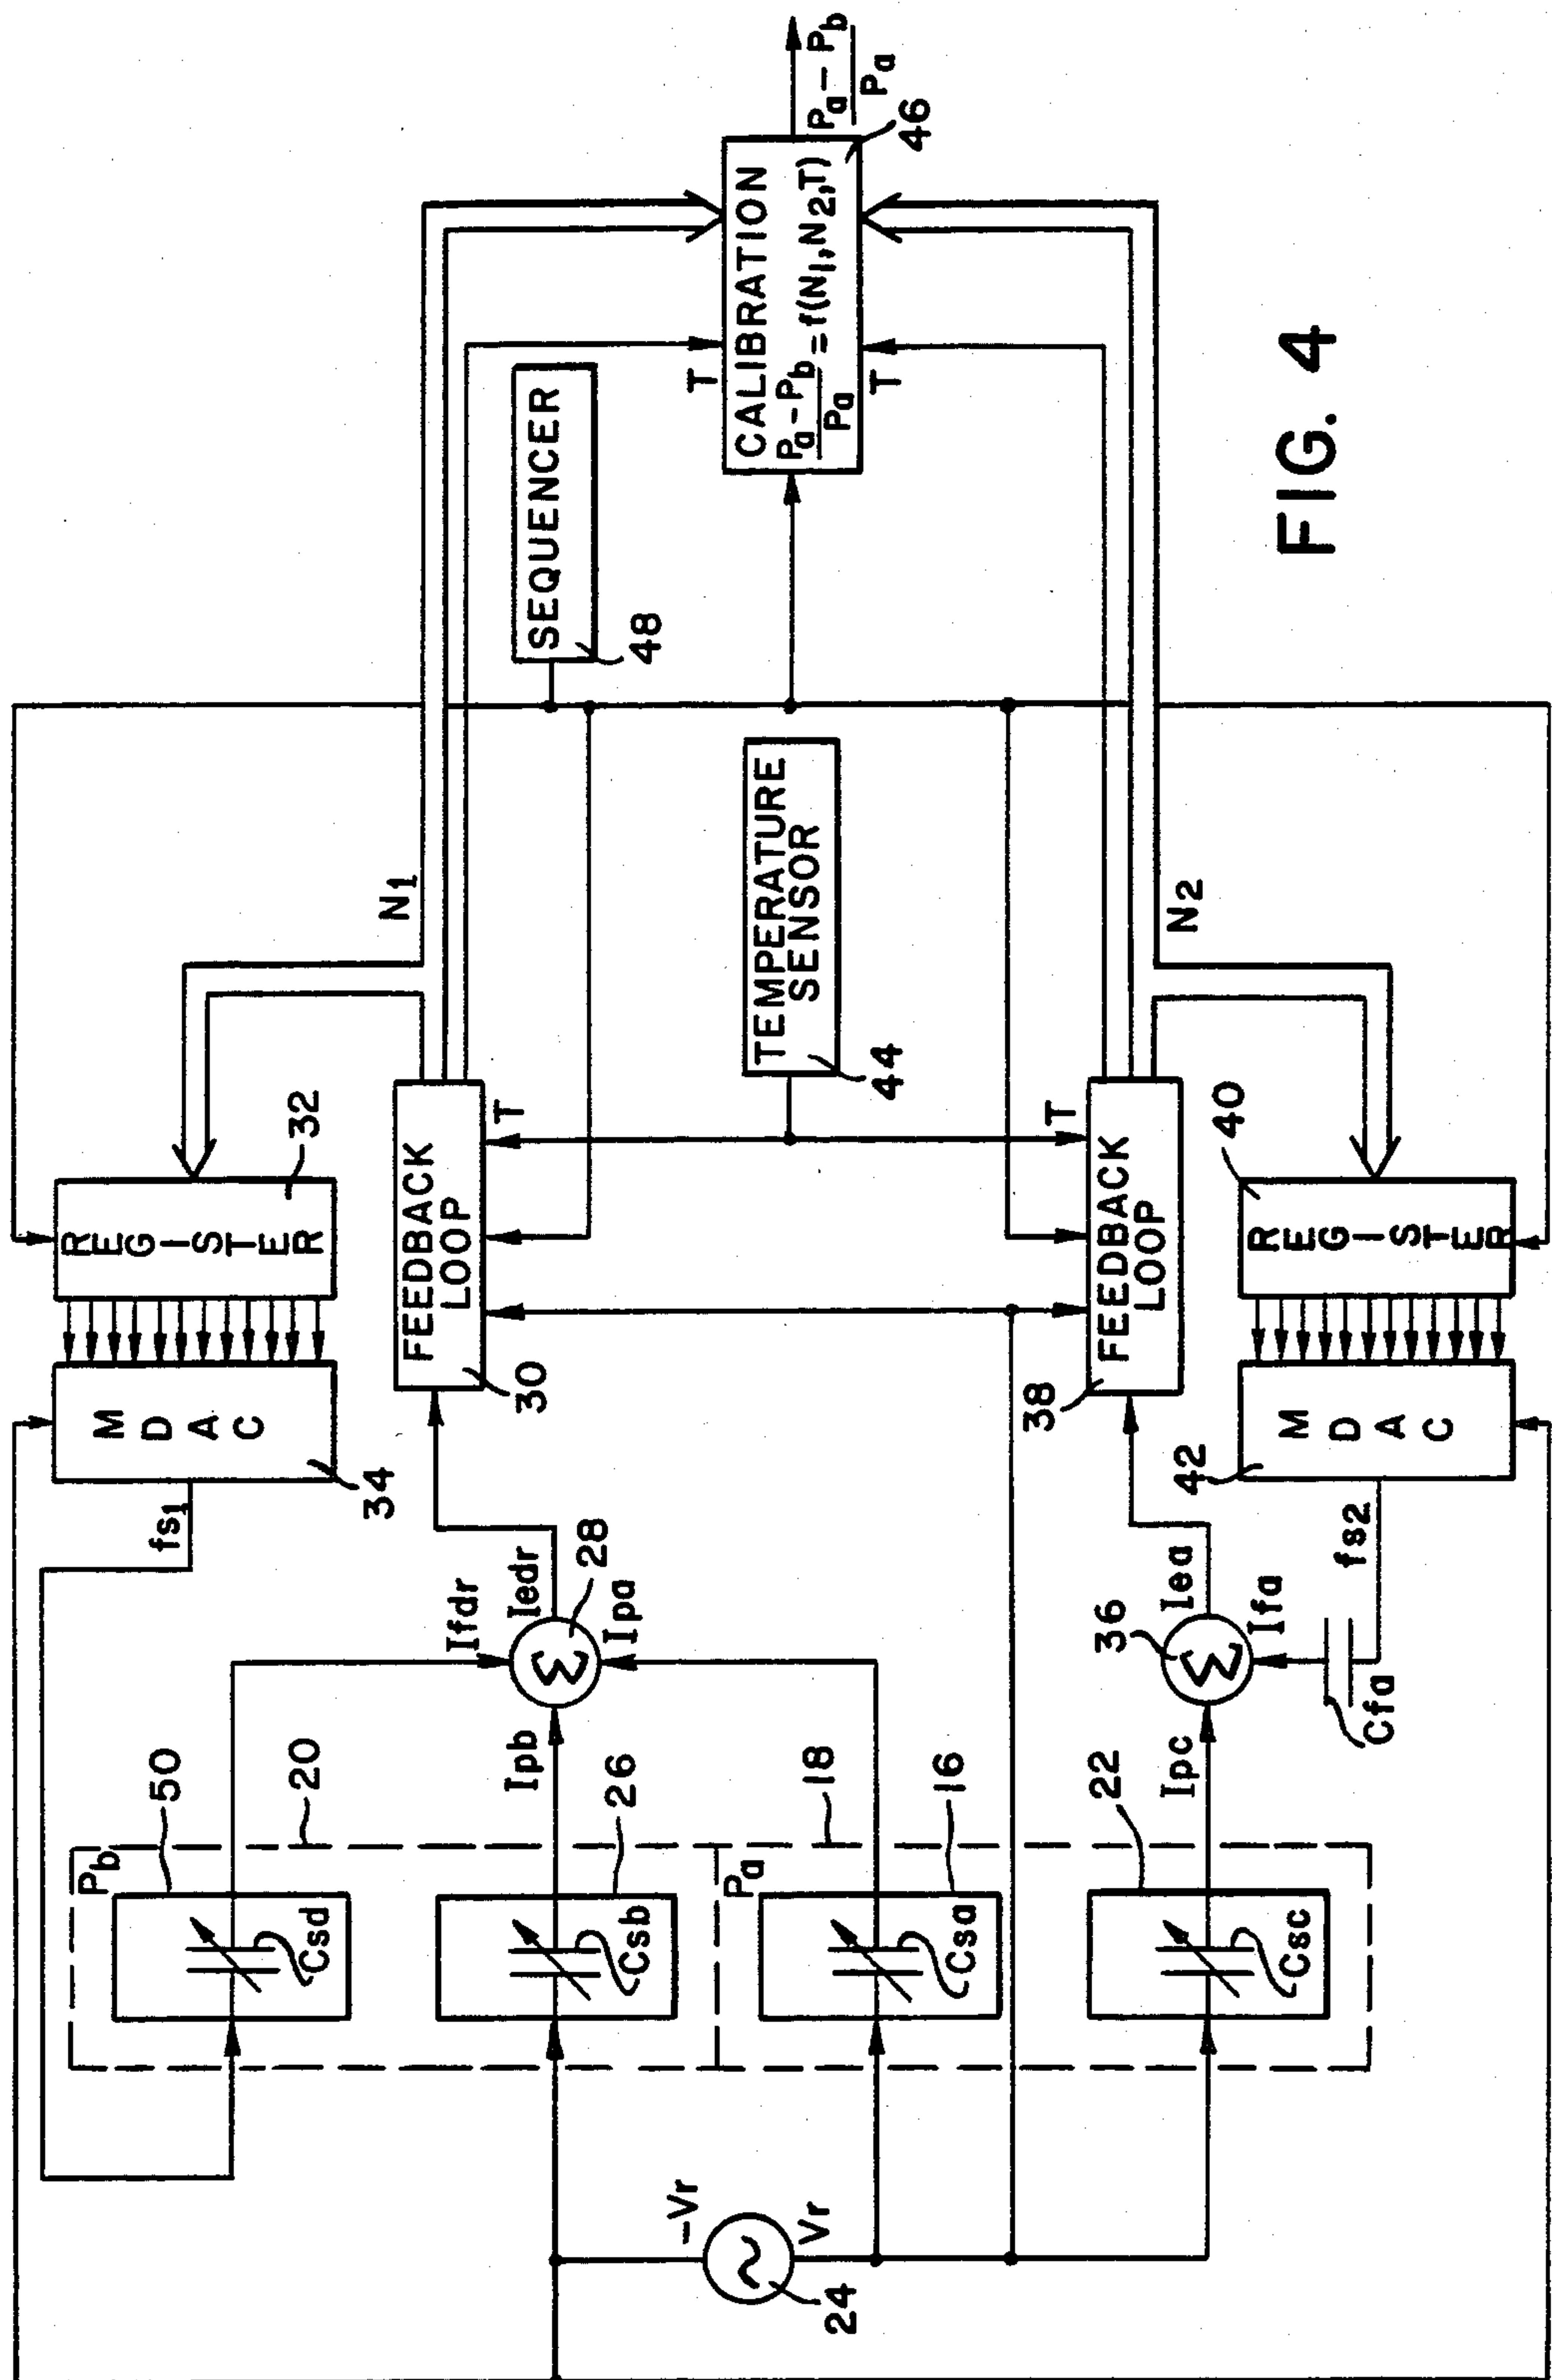 P_b
50
Csd
20
Ipb
26
Csb
P_a
18
16
Csa
22
Csc
-Vr
Vr
24
Ifdr
Iedr
28
Σ
Ipa
Ipc
36
Σ
Iea
Ifa
Cfa
fs1
MDAC
34
REGISTER
32
FEEDBACK
LOOP
30
T
N1
TEMPERATURE
SENSOR
44
SEQUENCER
48
FEEDBACK
LOOP
38
T
N2
fs2
MDAC
42
REGISTER
40
T
CALIBRATION
Pa - Pb / Pa = f(N1, N2, T)
T
46
Pa - Pb / Pa
FIG. 4